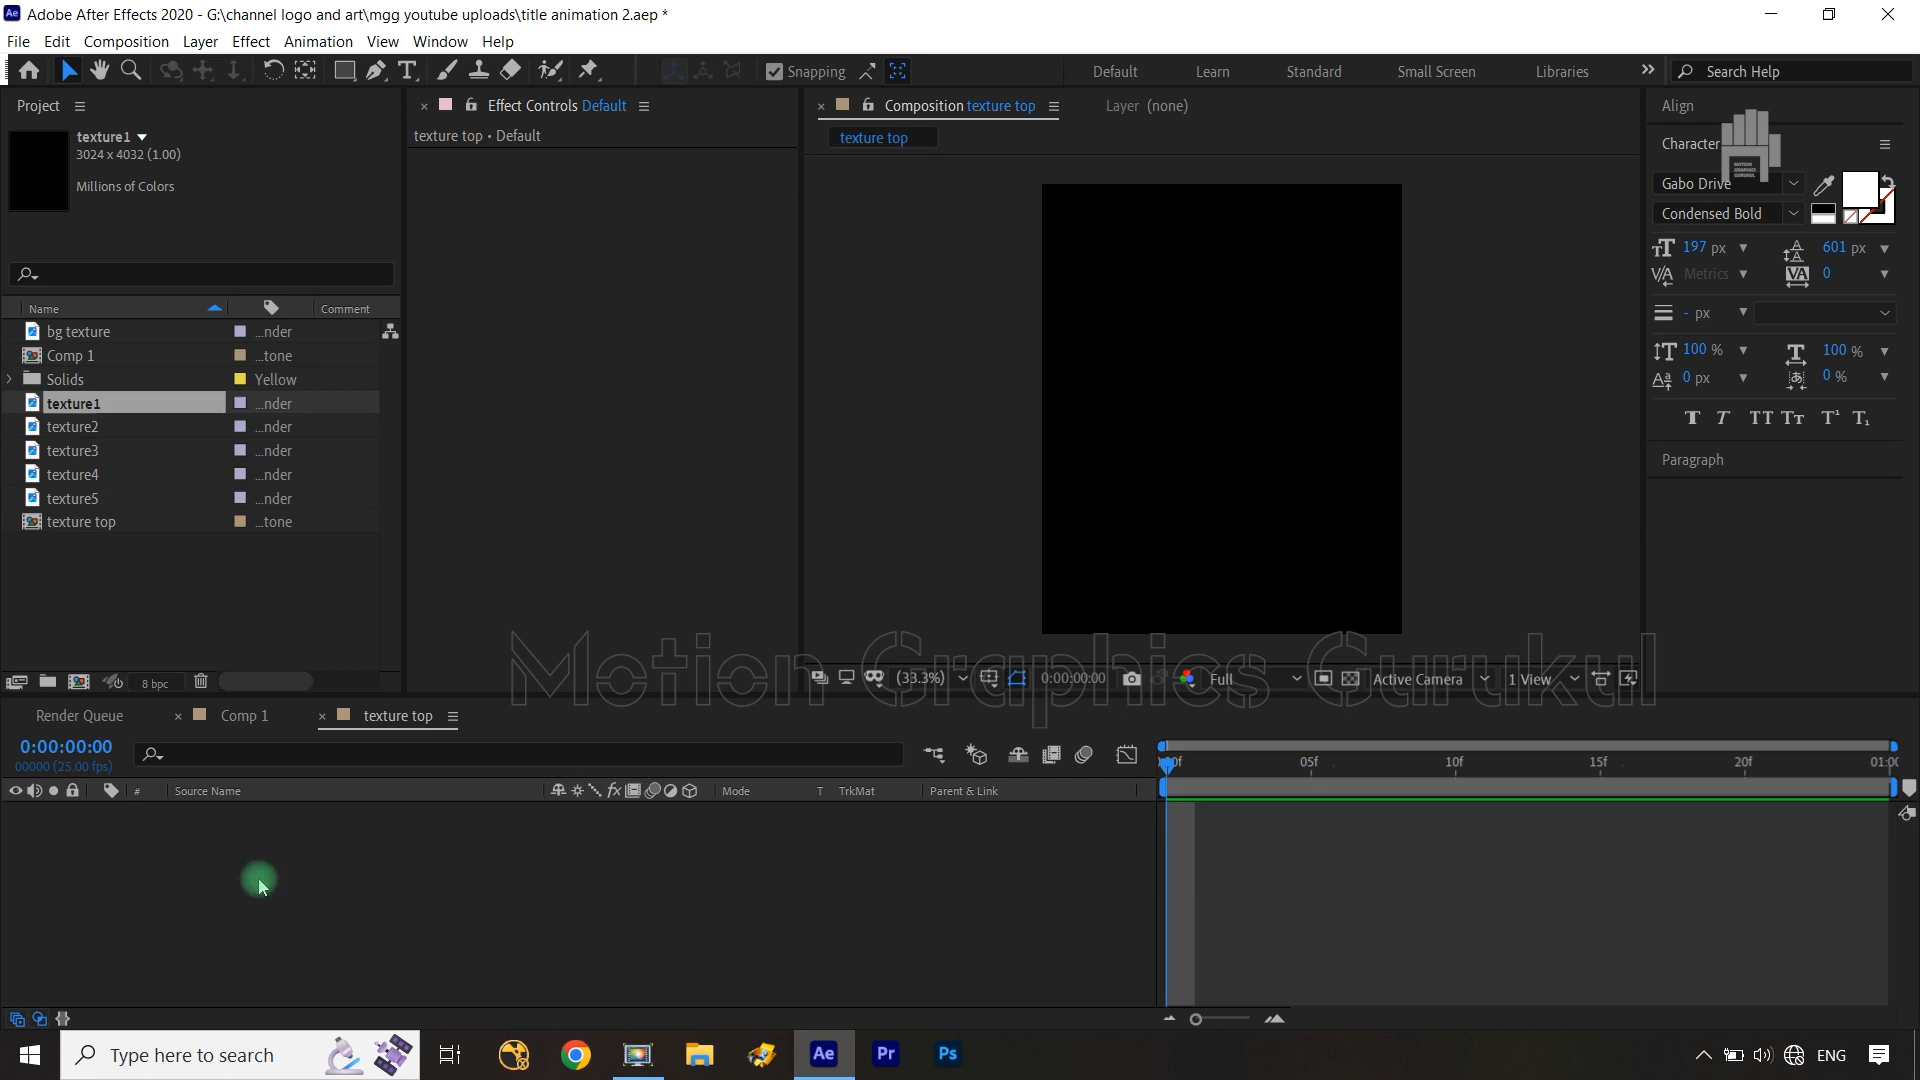 Adobe After Effects 2020 - G:\channel logo and art\mgg youtube uploads\title animation 2.aep *
File Edit Composition Layer Effect Animation View Window Help
Snapping
Default Learn Standard Small Screen Libraries
Search Help
Project
texture1
3024 x 4032 (1.00)
Millions of Colors
Name Comment
bg texture ...nder
Comp 1 ...tone
Solids Yellow
texture1 ...nder
texture2 ...nder
texture3 ...nder
texture4 ...nder
texture5 ...nder
texture top ...tone
8 bpc
Effect Controls Default
texture top • Default
Composition texture top
Layer (none)
texture top
Align
Character
MOTION GRAPHICS GURUKUL
Gabo Drive
Condensed Bold
197 px 601 px
Metrics 0
- px
100 % 100 %
0 px 0 %
Paragraph
Motion Graphics Gurukul
(33.3%) 0:00:00:00 Full Active Camera 1 View
Render Queue Comp 1 texture top
0:00:00:00
00000 (25.00 fps)
# Source Name Mode T TrkMat Parent & Link
05f 10f 15f 20f
Type here to search
Ae Pr Ps
ENG